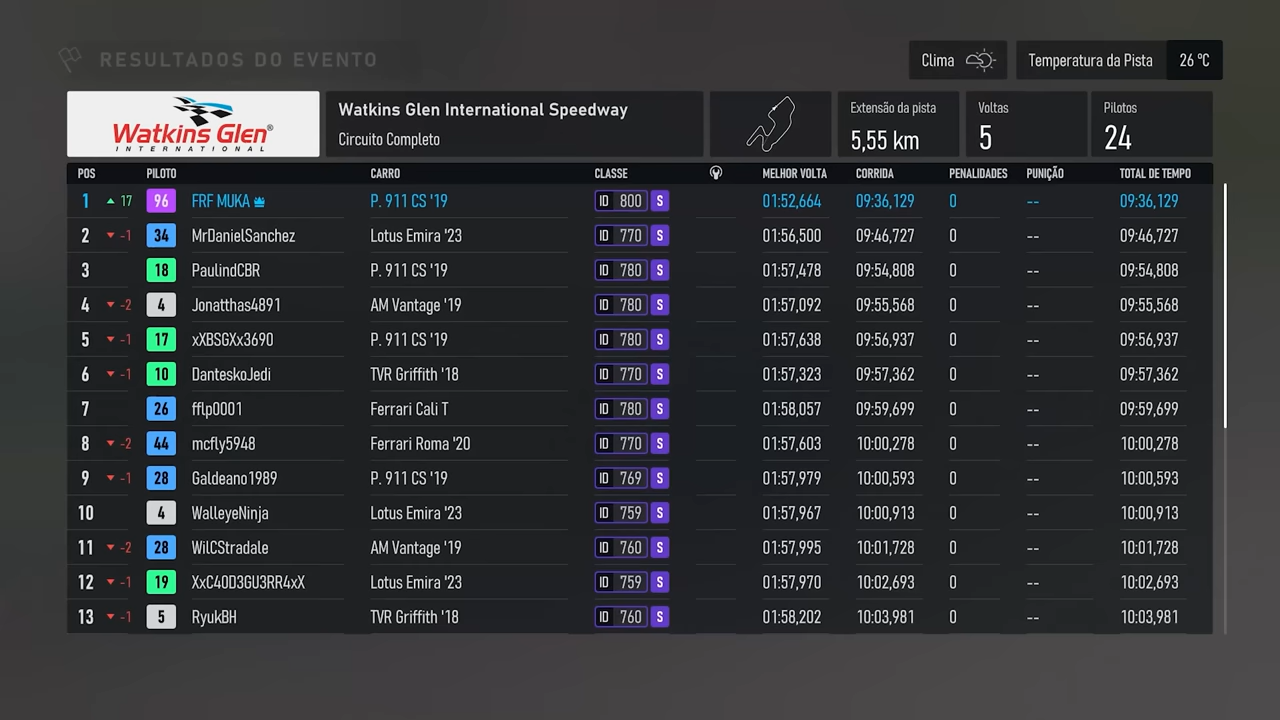 RESULTADOS DO EVENTO
Clima
Temperatura da Pista 26 °C
Watkins Glen®
INTERNATIONAL
Watkins Glen International Speedway
Circuito Completo
Extensão da pista
5,55 km
Voltas
5
Pilotos
24
POS PILOTO CARRO CLASSE MELHOR VOLTA CORRIDA PENALIDADES PUNIÇÃO TOTAL DE TEMPO
1 17 96 FRF MUKA P. 911 CS '19 ID 800 S 01:52,664 09:36,129 0 -- 09:36,129
2 -1 34 MrDanielSanchez Lotus Emira '23 ID 770 S 01:56,500 09:46,727 0 -- 09:46,727
3 18 PaulindCBR P. 911 CS '19 ID 780 S 01:57,478 09:54,808 0 -- 09:54,808
4 -2 4 Jonatthas4891 AM Vantage '19 ID 780 S 01:57,092 09:55,568 0 -- 09:55,568
5 -1 17 xXBSGXx3690 P. 911 CS '19 ID 780 S 01:57,638 09:56,937 0 -- 09:56,937
6 -1 10 DanteskoJedi TVR Griffith '18 ID 770 S 01:57,323 09:57,362 0 -- 09:57,362
7 26 fflp0001 Ferrari Cali T ID 780 S 01:58,057 09:59,699 0 -- 09:59,699
8 -2 44 mcfly5948 Ferrari Roma '20 ID 770 S 01:57,603 10:00,278 0 -- 10:00,278
9 -1 28 Galdeano1989 P. 911 CS '19 ID 769 S 01:57,979 10:00,593 0 -- 10:00,593
10 4 WalleyeNinja Lotus Emira '23 ID 759 S 01:57,967 10:00,913 0 -- 10:00,913
11 -2 28 WilCStradale AM Vantage '19 ID 760 S 01:57,995 10:01,728 0 -- 10:01,728
12 -1 19 XxC40D3GU3RR4xX Lotus Emira '23 ID 759 S 01:57,970 10:02,693 0 -- 10:02,693
13 -1 5 RyukBH TVR Griffith '18 ID 760 S 01:58,202 10:03,981 0 -- 10:03,981